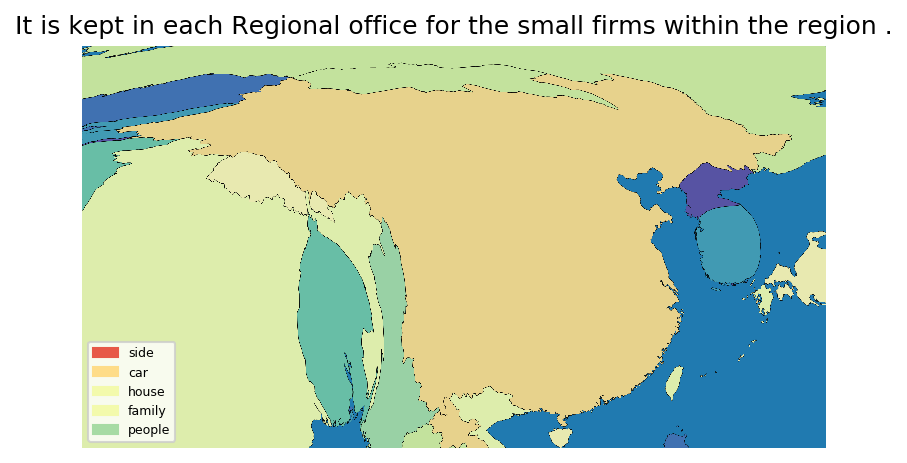 It is kept in each Regional office for the small firms within the region .
side
car
house
family
people